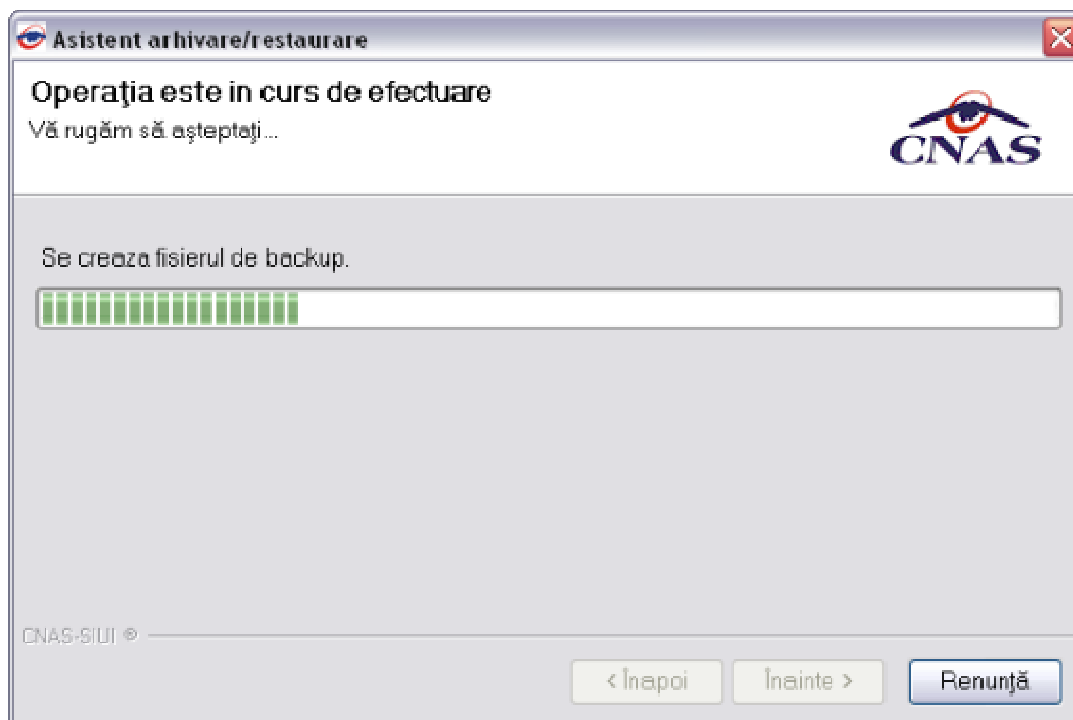 Asistent arhivare/restaurare
Operaţia este in curs de efectuare
Vă rugăm să aşteptaţi...
CNAS
Se creaza fisierul de backup.
CNAS-SIUI ®
< Înapoi
Înainte >
Renunţă